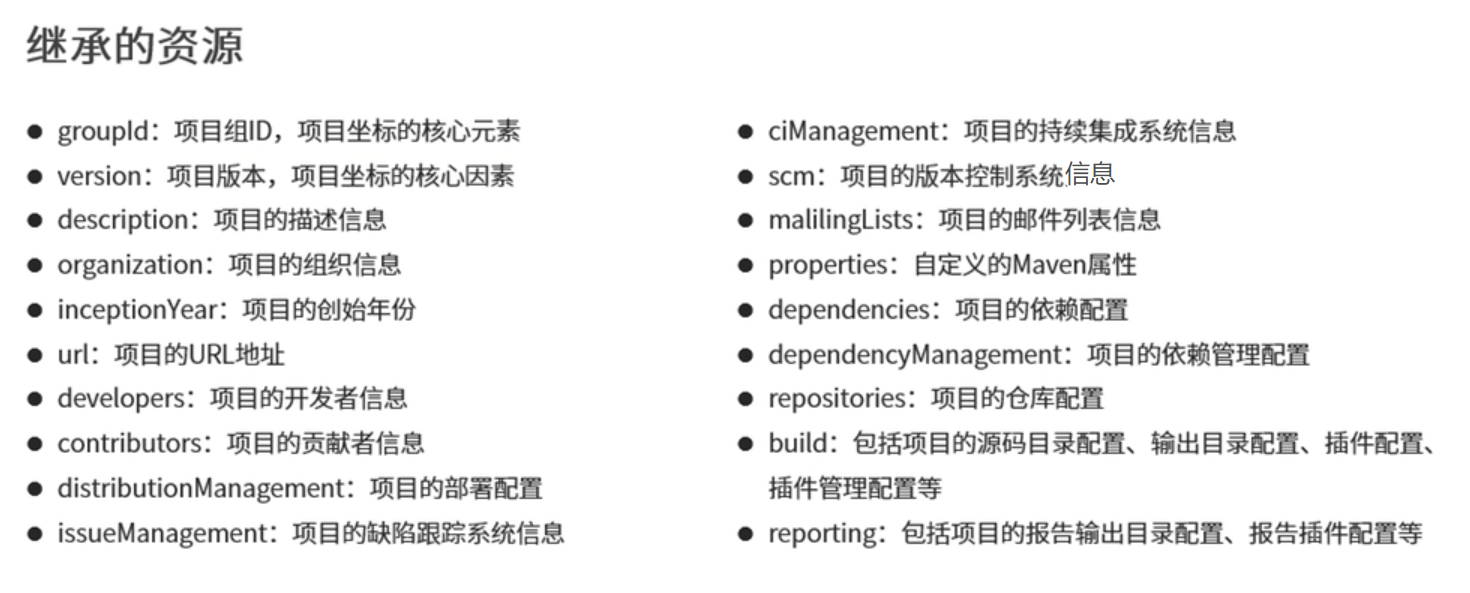 继承的资源
● groupId：项目组ID，项目坐标的核心元素
● version：项目版本，项目坐标的核心因素
● description：项目的描述信息
● organization：项目的组织信息
● inceptionYear：项目的创始年份
● url：项目的URL地址
● developers：项目的开发者信息
● contributors：项目的贡献者信息
● distributionManagement：项目的部署配置
● issueManagement：项目的缺陷跟踪系统信息
● ciManagement：项目的持续集成系统信息
● scm：项目的版本控制系统信息
● malilingLists：项目的邮件列表信息
● properties：自定义的Maven属性
● dependencies：项目的依赖配置
● dependencyManagement：项目的依赖管理配置
● repositories：项目的仓库配置
● build：包括项目的源码目录配置、输出目录配置、插件配置、
插件管理配置等
● reporting：包括项目的报告输出目录配置、报告插件配置等